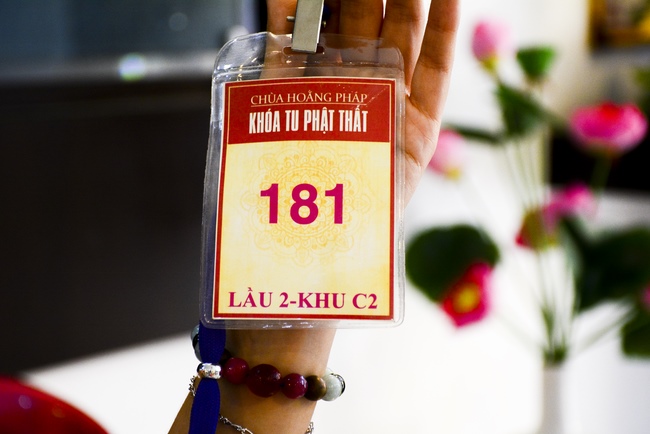 CHÙA HOẰNG PHÁP
KHÓA TU PHẬT THẤT
181
LẦU 2-KHU C2